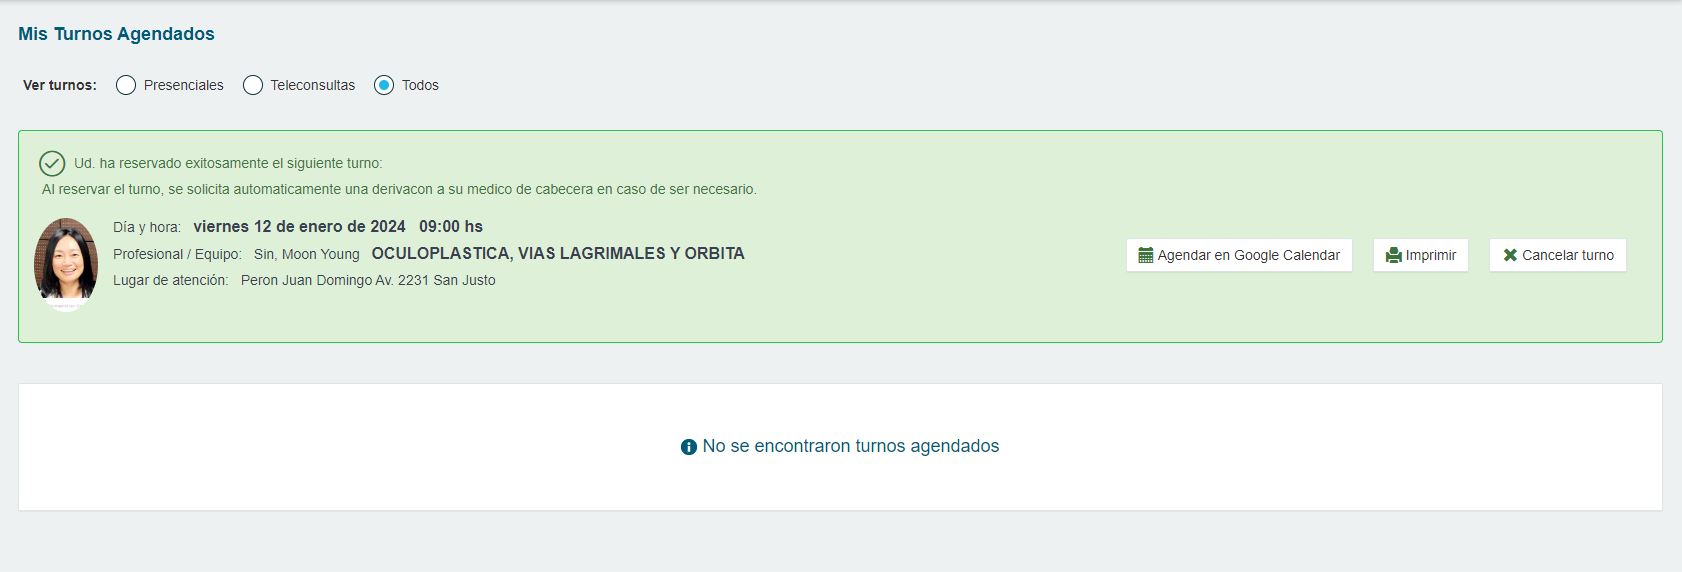 Mis Turnos Agendados
Ver turnos: Presenciales Teleconsultas Todos
Ud. ha reservado exitosamente el siguiente turno:
Al reservar el turno, se solicita automaticamente una derivacon a su medico de cabecera en caso de ser necesario.
Día y hora: viernes 12 de enero de 2024 09:00 hs
Profesional / Equipo: Sin, Moon Young OCULOPLASTICA, VIAS LAGRIMALES Y ORBITA
Lugar de atención: Peron Juan Domingo Av. 2231 San Justo
Agendar en Google Calendar Imprimir Cancelar turno
No se encontraron turnos agendados